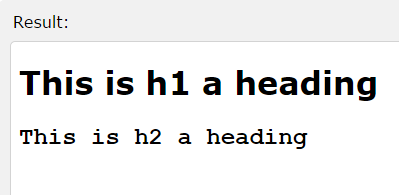 Result:
This is h1 a heading
This is h2 a heading